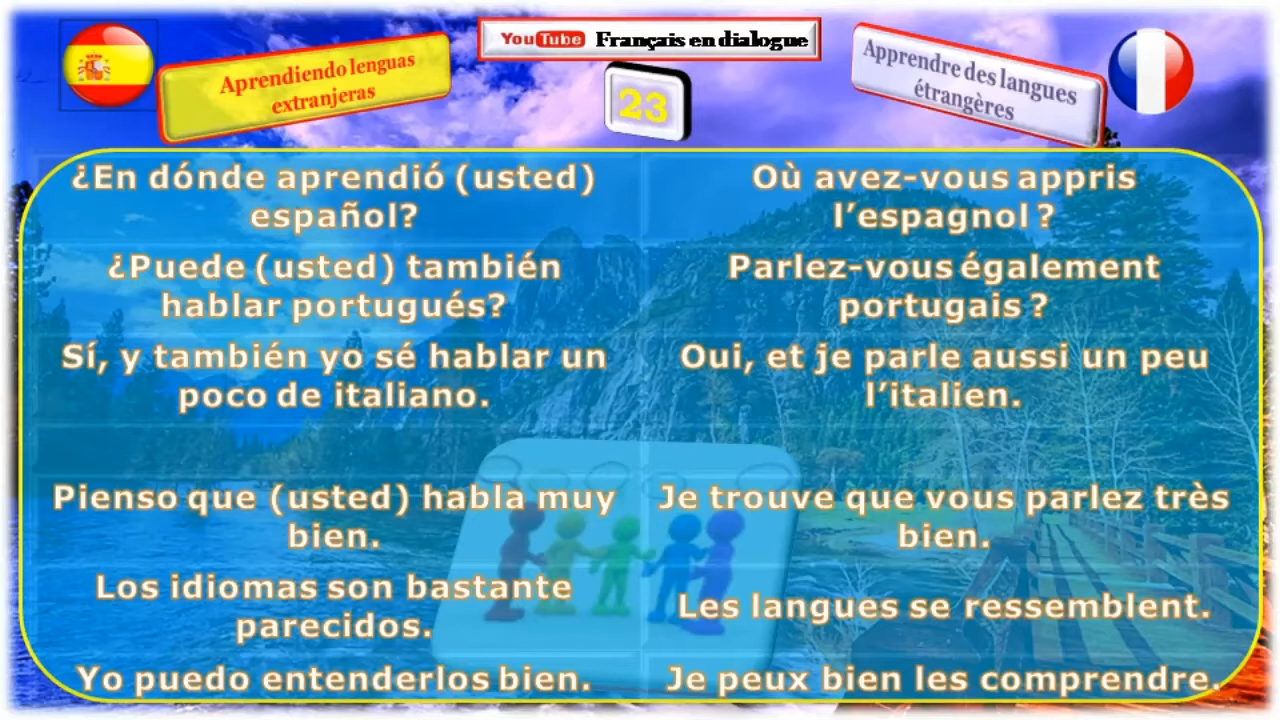 Aprendiendo lenguas
extranjeras
YouTube Français en dialogue
23
Apprendre des langues
étrangères
¿En dónde aprendió (usted)
español?
Où avez-vous appris
l’espagnol ?
¿Puede (usted) también
hablar portugués?
Parlez-vous également
portugais ?
Sí, y también yo sé hablar un
poco de italiano.
Oui, et je parle aussi un peu
l’italien.
Pienso que (usted) habla muy
bien.
Je trouve que vous parlez très
bien.
Los idiomas son bastante
parecidos.
Les langues se ressemblent.
Yo puedo entenderlos bien.
Je peux bien les comprendre.